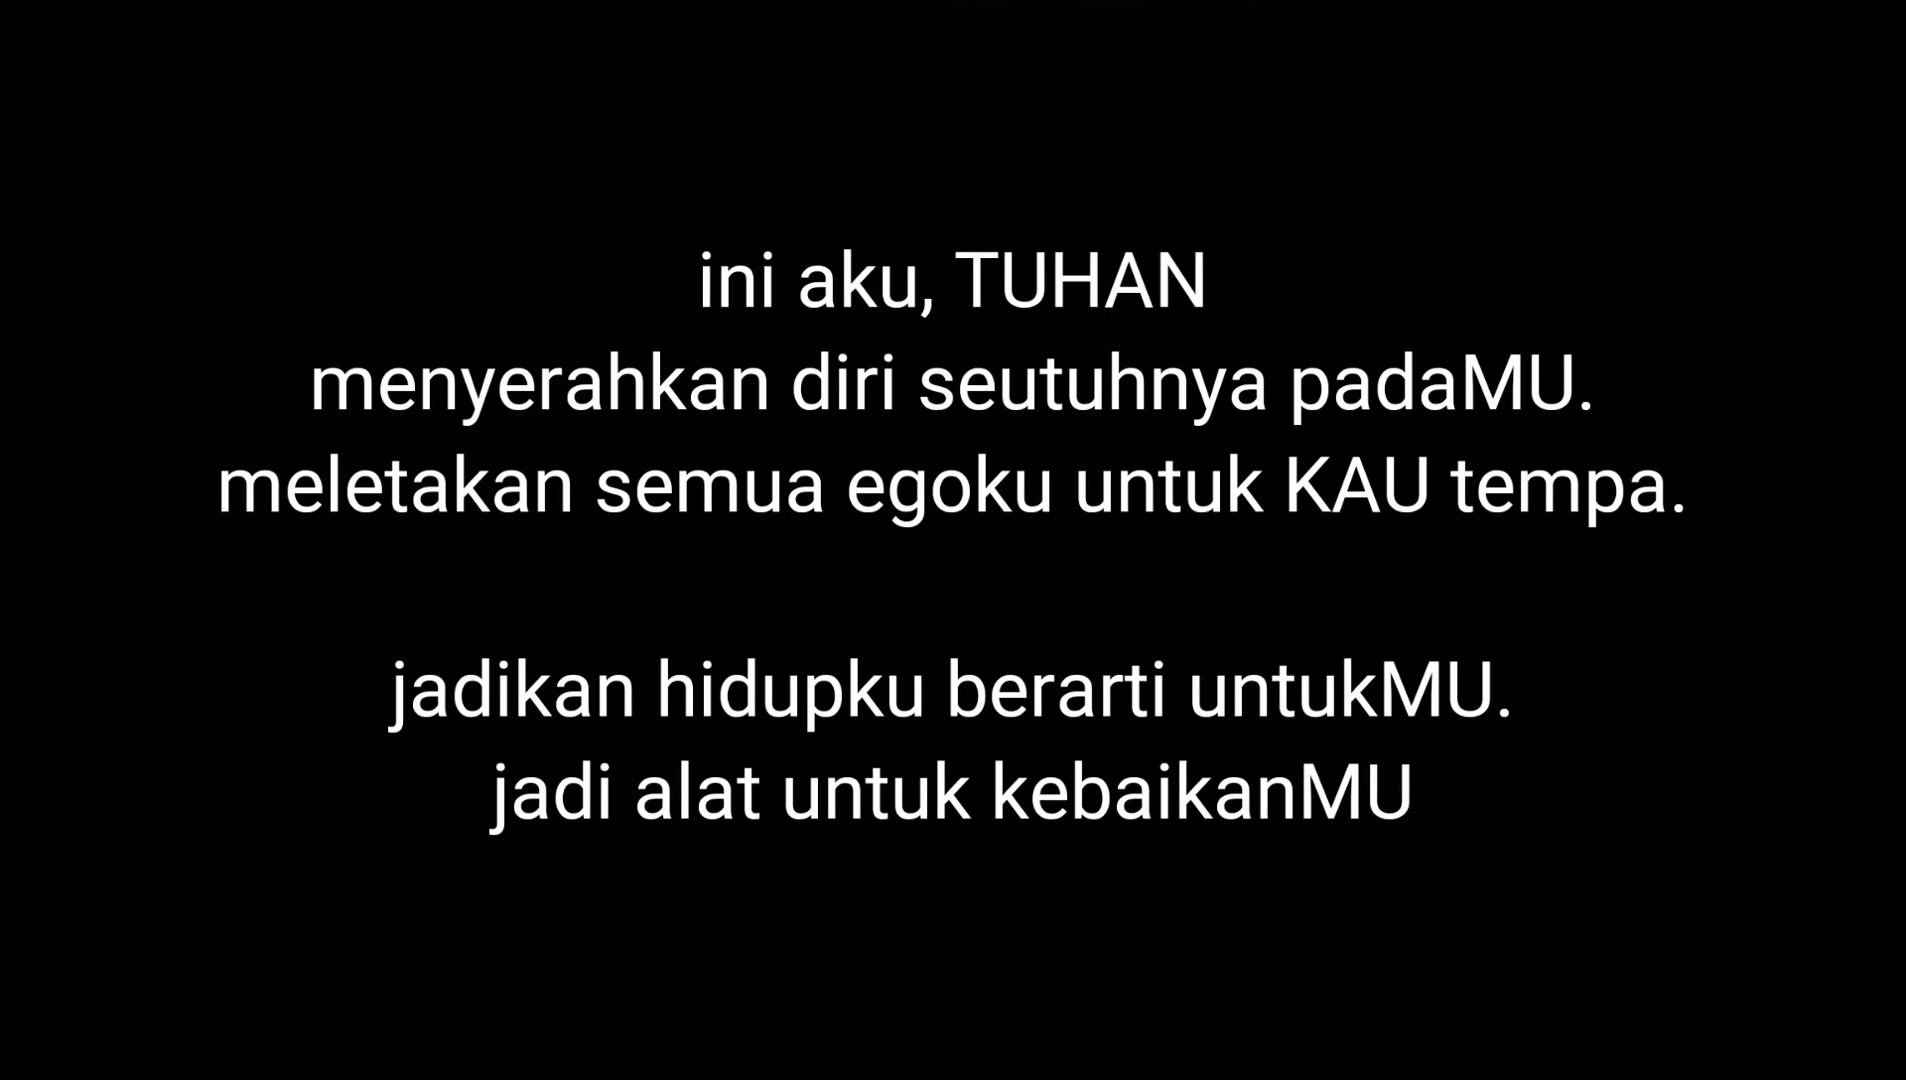 ini aku, TUHAN
menyerahkan diri seutuhnya padaMU.
meletakan semua egoku untuk KAU tempa.
jadikan hidupku berarti untukMU.
jadi alat untuk kebaikanMU